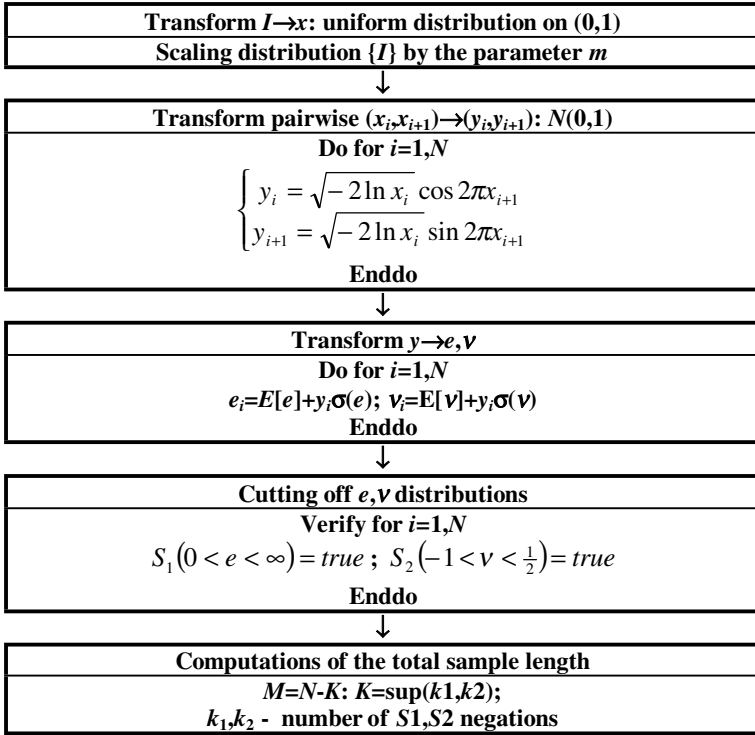 Transform I→x: uniform distribution on (0,1)
Scaling distribution {I} by the parameter m
↓
Transform pairwise (xᵢ,xᵢ₊₁)→(yᵢ,yᵢ₊₁): N(0,1)
Do for i=1,N
{ yᵢ = √(− 2 ln xᵢ) cos 2πxᵢ₊₁
yᵢ₊₁ = √(− 2 ln xᵢ) sin 2πxᵢ₊₁
Enddo
↓
Transform y→e,ν
Do for i=1,N
eᵢ=E[e]+yᵢσ(e); νᵢ=E[ν]+yᵢσ(ν)
Enddo
↓
Cutting off e,ν distributions
Verify for i=1,N
S₁(0 < e < ∞) = true ; S₂(−1 < ν < ½) = true
Enddo
↓
Computations of the total sample length
M=N-K: K=sup(k1,k2);
k₁,k₂ - number of S1,S2 negations